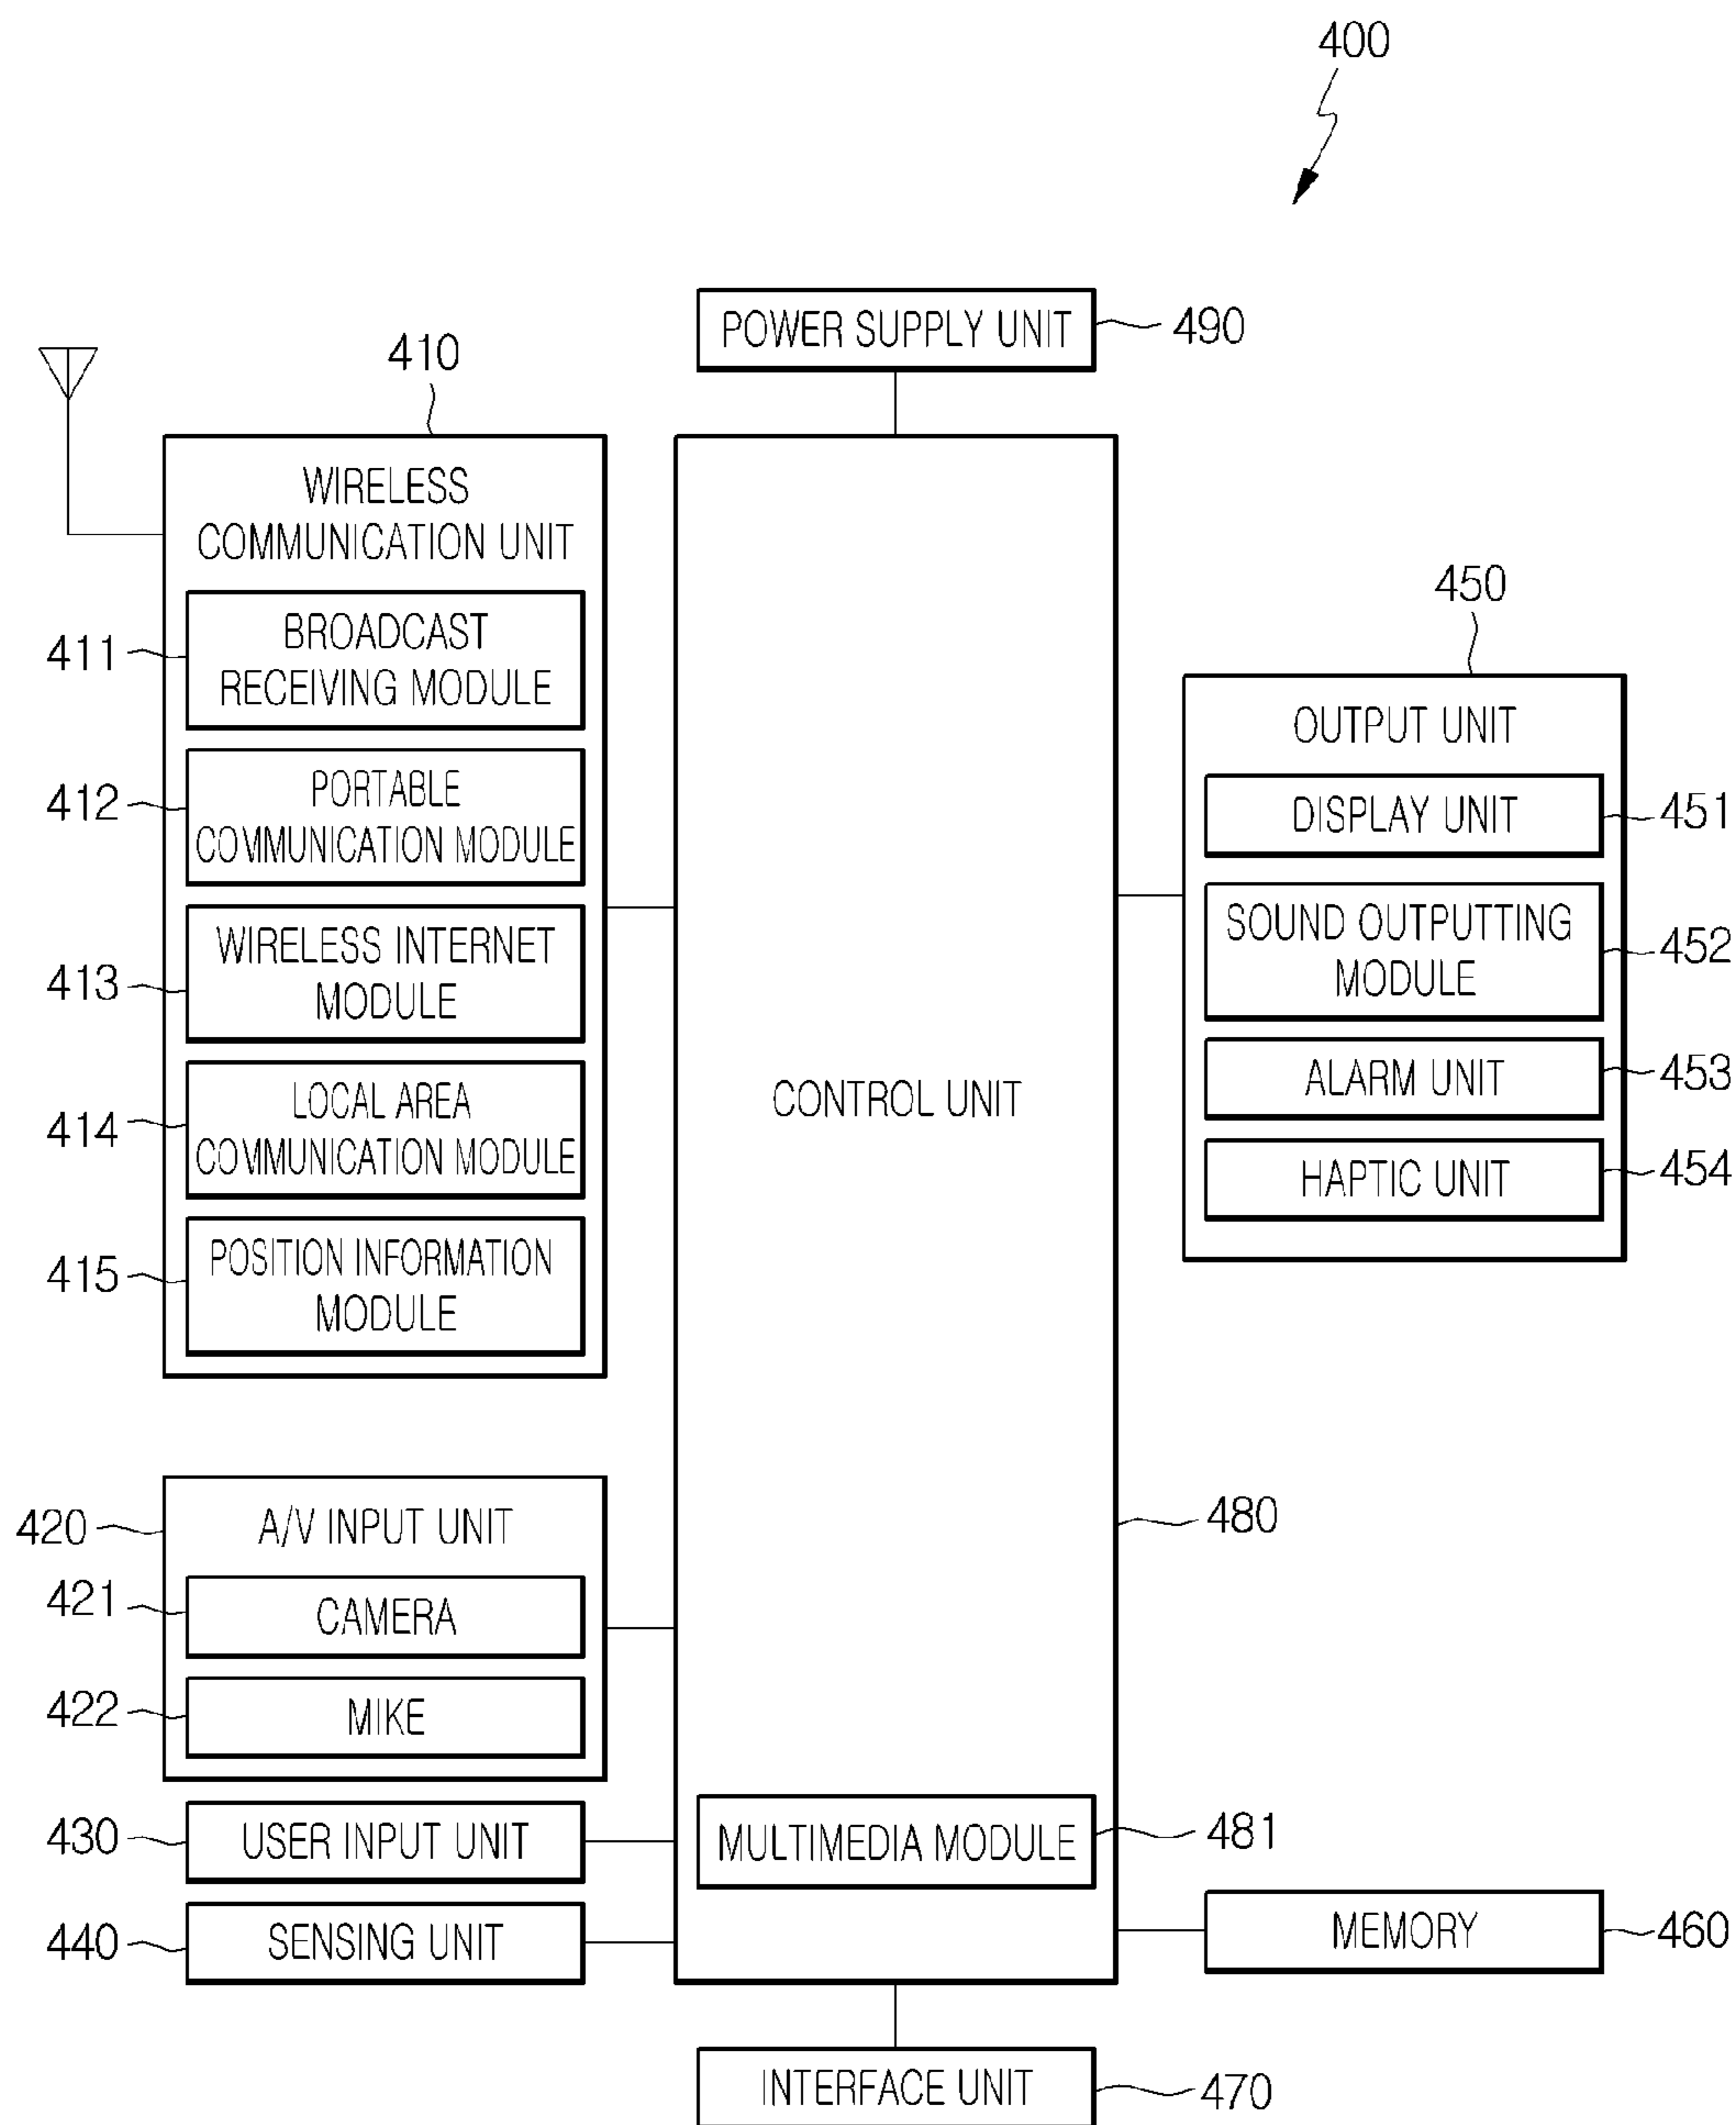 400
POWER SUPPLY UNIT
490
410
WIRELESS
COMMUNICATION UNIT
411
BROADCAST
RECEIVING MODULE
412
PORTABLE
COMMUNICATION MODULE
413
WIRELESS INTERNET
MODULE
414
LOCAL AREA
COMMUNICATION MODULE
415
POSITION INFORMATION
MODULE
420
A/V INPUT UNIT
421
CAMERA
422
MIKE
430
USER INPUT UNIT
440
SENSING UNIT
CONTROL UNIT
480
MULTIMEDIA MODULE
481
450
OUTPUT UNIT
DISPLAY UNIT
451
SOUND OUTPUTTING
MODULE
452
ALARM UNIT
453
HAPTIC UNIT
454
MEMORY
460
INTERFACE UNIT
470